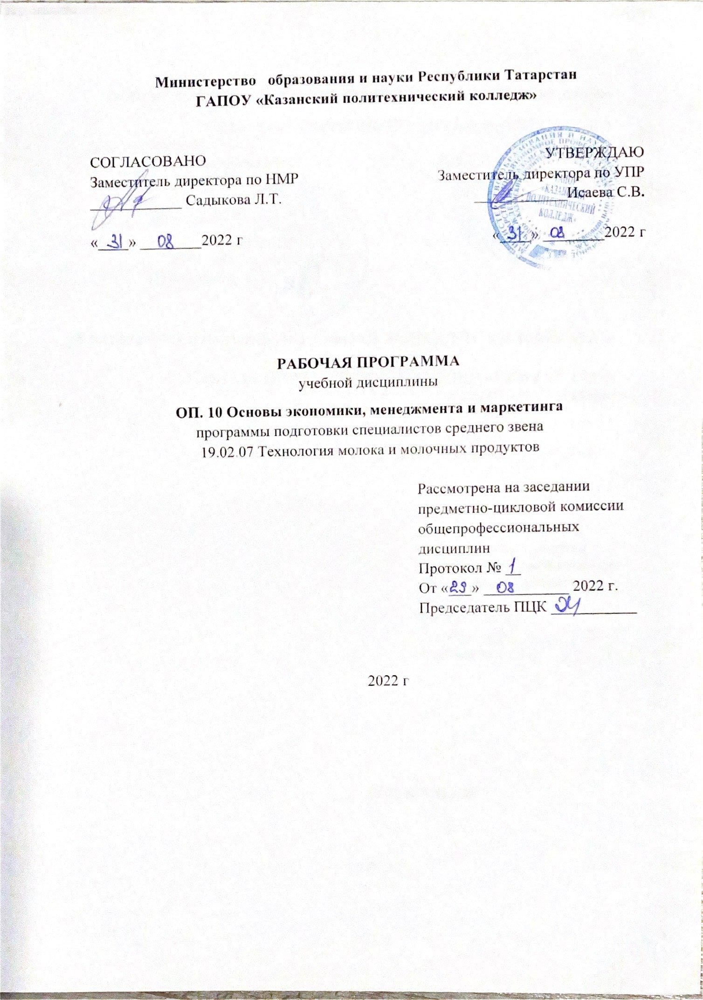 Министерство образования и науки Республики Татарстан
ГАПОУ «Казанский политехнический колледж»
СОГЛАСОВАНО
Заместитель директора по НМР
Садыкова Л.Т.
«31» 08 2022 г
УТВЕРЖДАЮ
Заместитель директора по УПР
Исаева С.В.
«31» 08 2022 г
«КАЗАНСКИЙ
ПОЛИТЕХНИЧЕСКИЙ
КОЛЛЕДЖ»
РАБОЧАЯ ПРОГРАММА
учебной дисциплины
ОП. 10 Основы экономики, менеджмента и маркетинга
программы подготовки специалистов среднего звена
19.02.07 Технология молока и молочных продуктов
Рассмотрена на заседании
предметно-цикловой комиссии
общепрофессиональных
дисциплин
Протокол № 1
От «29» 08 2022 г.
Председатель ПЦК
2022 г